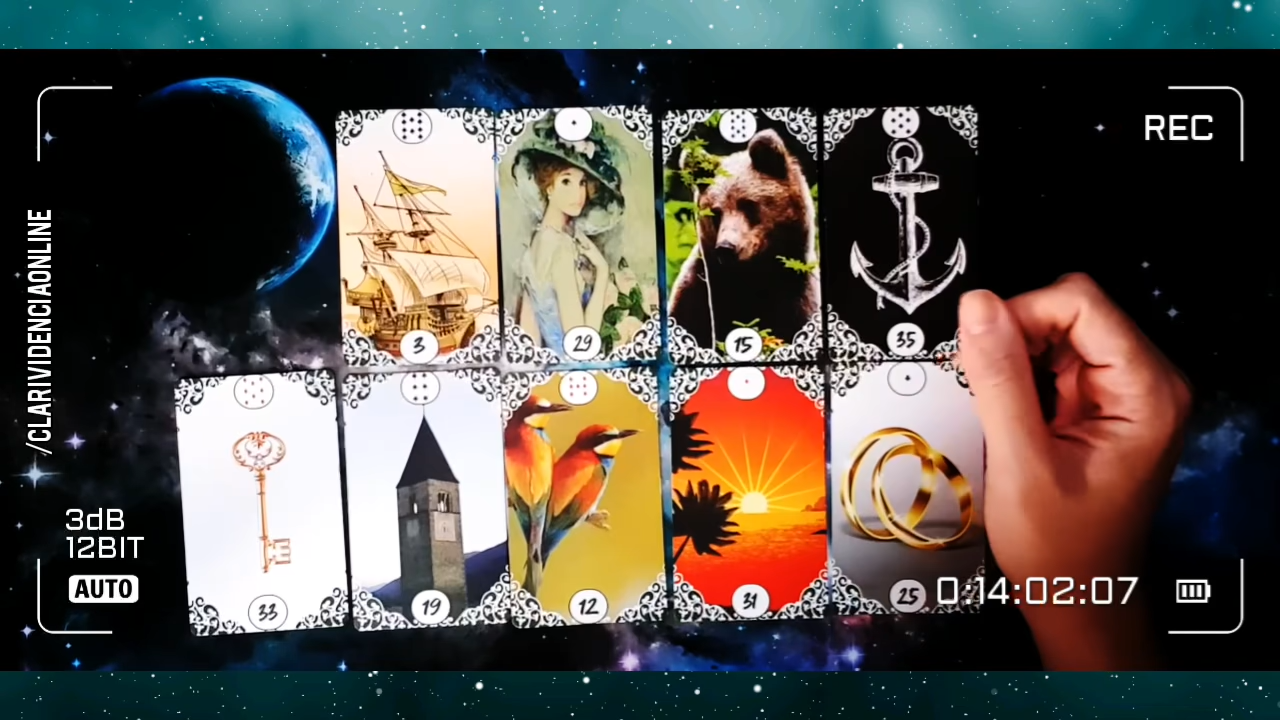 REC
/CLARIVIDENCIAONLINE
3
29
15
35
3dB
12BIT
AUTO
33
19
12
31
25
0:14:02:07